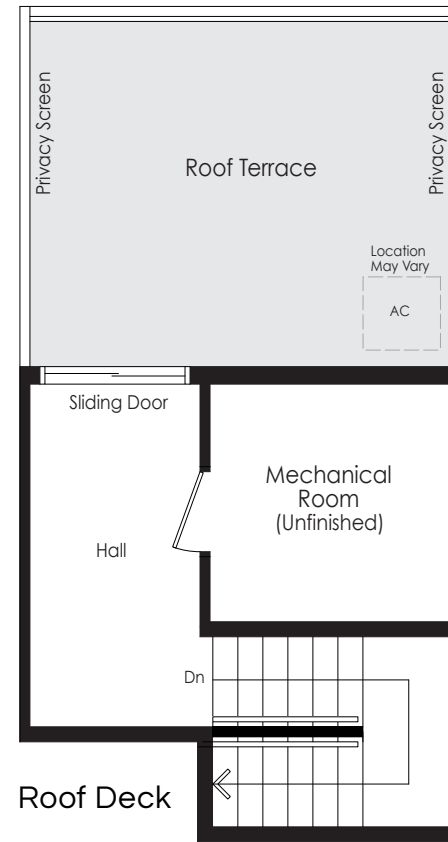 Privacy Screen
Privacy Screen
Roof Terrace
Location
May Vary
AC
Sliding Door
Mechanical
Room
(Unfinished)
Hall
Dn
Roof Deck